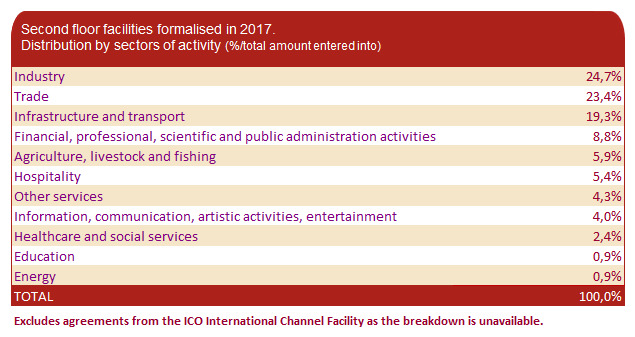 Second floor facilities formalised in 2017.
Distribution by sectors of activity (%/total amount entered into)
Industry 24,7%
Trade 23,4%
Infrastructure and transport 19,3%
Financial, professional, scientific and public administration activities 8,8%
Agriculture, livestock and fishing 5,9%
Hospitality 5,4%
Other services 4,3%
Information, communication, artistic activities, entertainment 4,0%
Healthcare and social services 2,4%
Education 0,9%
Energy 0,9%
TOTAL 100,0%
Excludes agreements from the ICO International Channel Facility as the breakdown is unavailable.